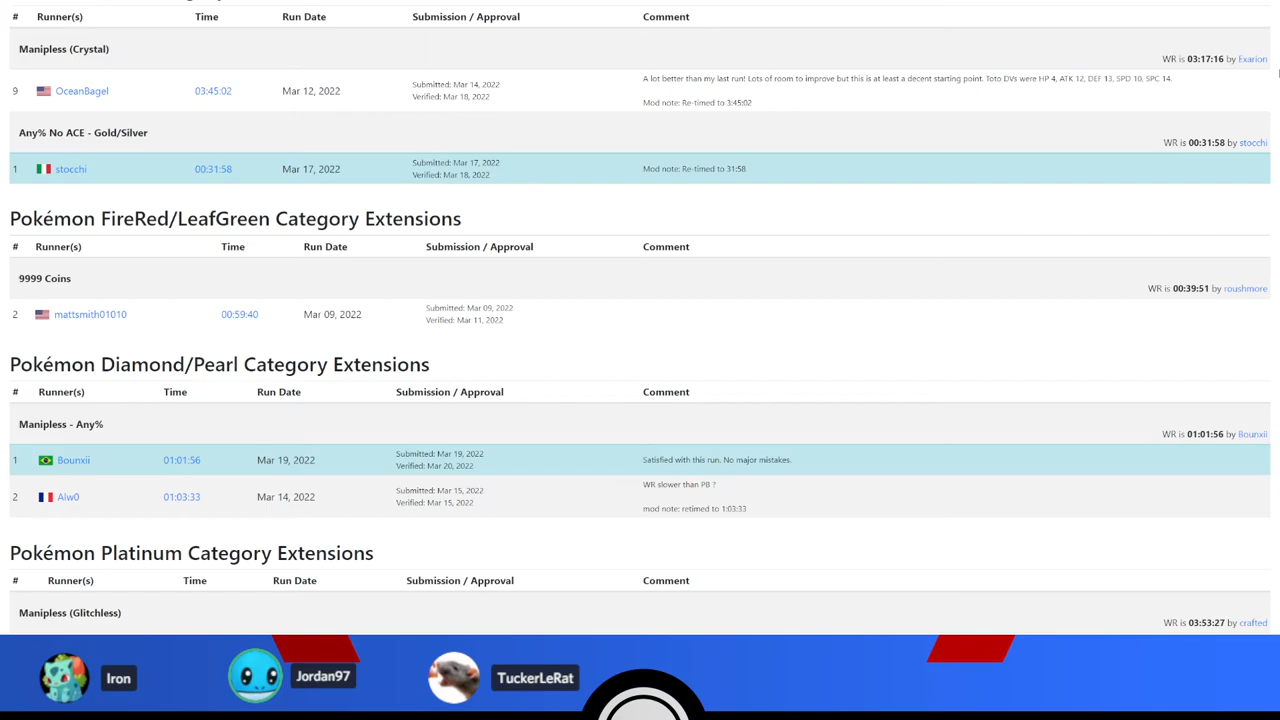 # Runner(s) Time Run Date Submission / Approval Comment
Manipless (Crystal)
WR is 03:17:16 by Exarion
9 OceanBagel 03:45:02 Mar 12, 2022 Submitted: Mar 14, 2022
Verified: Mar 18, 2022
A lot better than my last run! Lots of room to improve but this is at least a decent starting point. Toto DVs were HP 4, ATK 12, DEF 13, SPD 10, SPC 14.
Mod note: Re-timed to 3:45:02
Any% No ACE - Gold/Silver
WR is 00:31:58 by stocchi
1 stocchi 00:31:58 Mar 17, 2022 Submitted: Mar 17, 2022
Verified: Mar 18, 2022
Mod note: Re-timed to 31:58
Pokémon FireRed/LeafGreen Category Extensions
# Runner(s) Time Run Date Submission / Approval Comment
9999 Coins
WR is 00:39:51 by roushmore
2 mattsmith01010 00:59:40 Mar 09, 2022 Submitted: Mar 09, 2022
Verified: Mar 11, 2022
Pokémon Diamond/Pearl Category Extensions
# Runner(s) Time Run Date Submission / Approval Comment
Manipless - Any%
WR is 01:01:56 by Bounxii
1 Bounxii 01:01:56 Mar 19, 2022 Submitted: Mar 19, 2022
Verified: Mar 20, 2022
Satisfied with this run. No major mistakes.
2 Alw0 01:03:33 Mar 14, 2022 Submitted: Mar 15, 2022
Verified: Mar 15, 2022
WR slower than PB ?
mod note: retimed to 1:03:33
Pokémon Platinum Category Extensions
# Runner(s) Time Run Date Submission / Approval Comment
Manipless (Glitchless)
WR is 03:53:27 by crafted
Iron Jordan97 TuckerLeRat